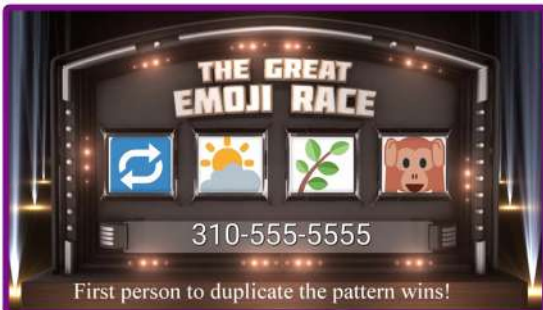 THE GREAT
EMOJI RACE
310-555-5555
First person to duplicate the pattern wins!